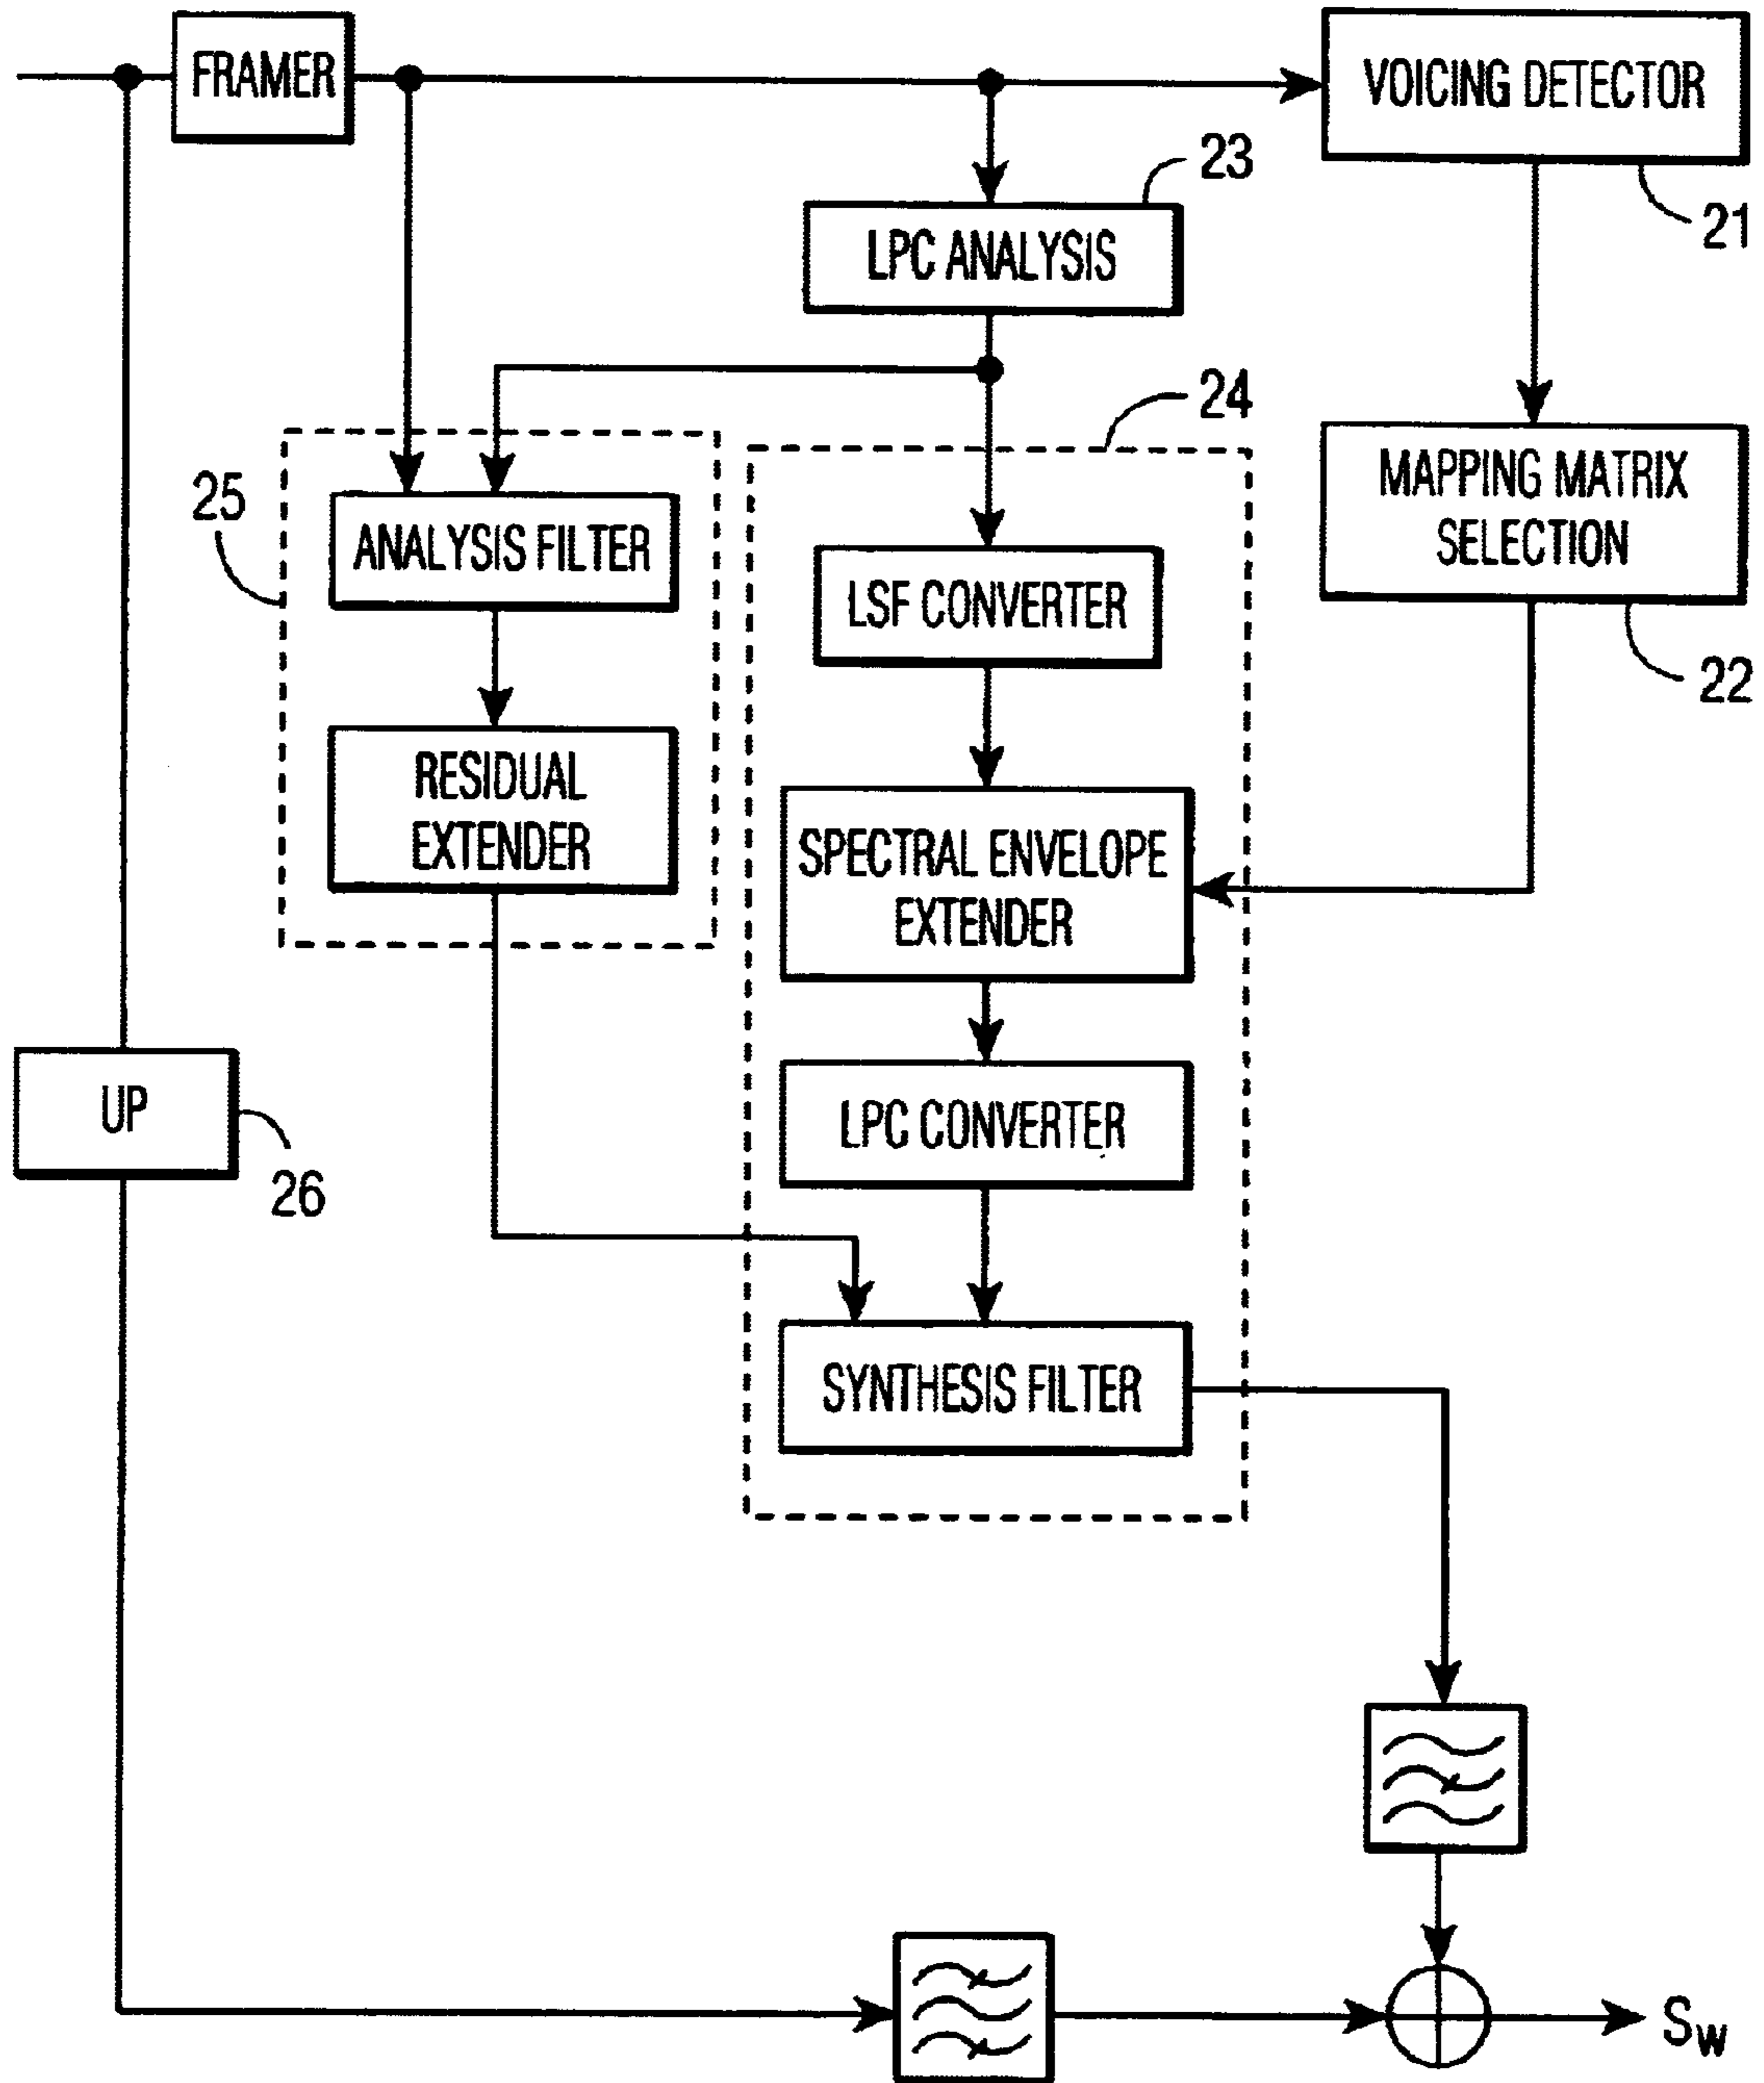 FRAMER
VOICING DETECTOR
23
21
LPC ANALYSIS
24
25
MAPPING MATRIX
SELECTION
ANALYSIS FILTER
LSF CONVERTER
22
RESIDUAL
EXTENDER
SPECTRAL ENVELOPE
EXTENDER
UP
LPC CONVERTER
26
SYNTHESIS FILTER
Sw